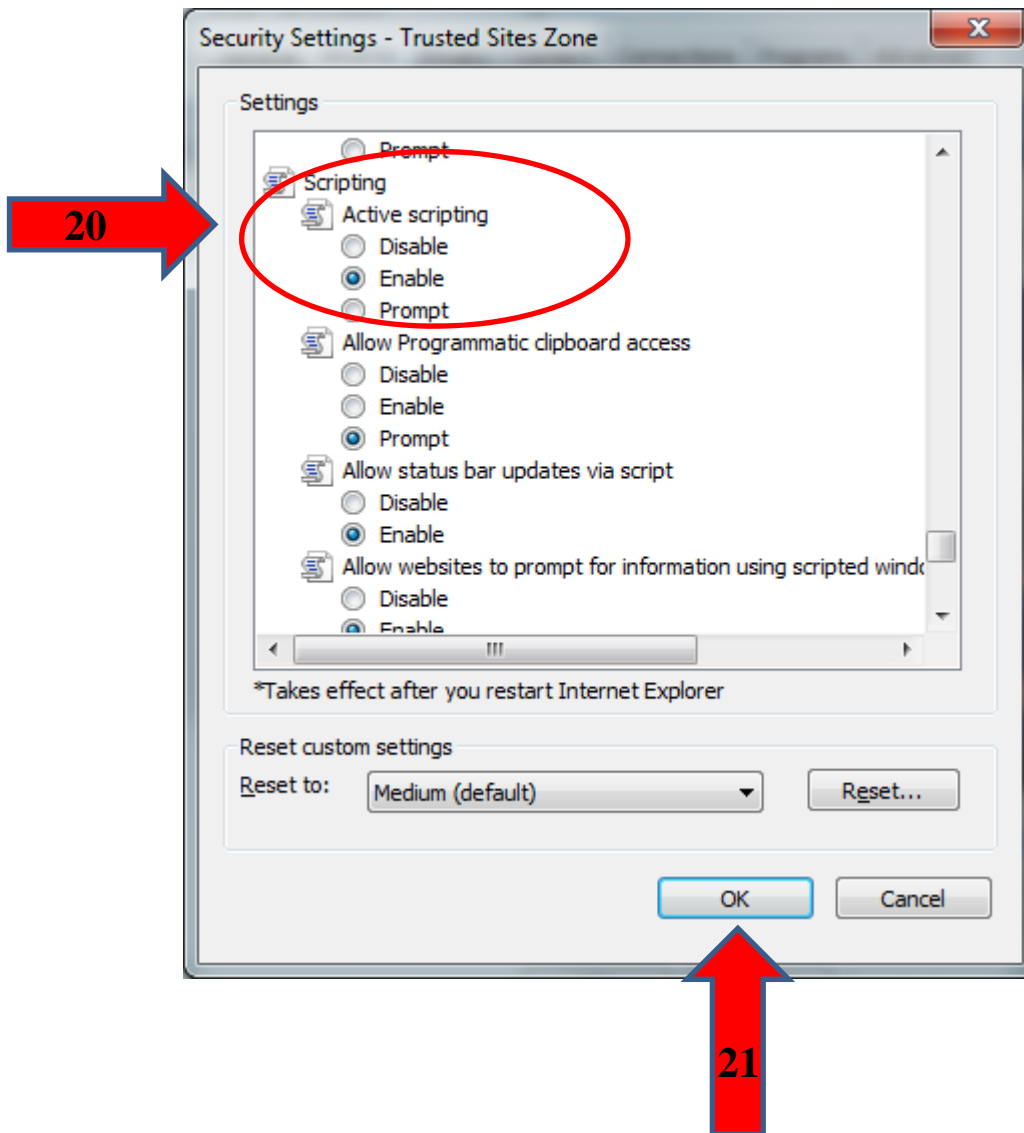 Security Settings - Trusted Sites Zone
X
Settings
Prompt
Scripting
20
Active scripting
Disable
Enable
Prompt
Allow Programmatic clipboard access
Disable
Enable
Prompt
Allow status bar updates via script
Disable
Enable
Allow websites to prompt for information using scripted windo
Disable
Enable
*Takes effect after you restart Internet Explorer
Reset custom settings
Reset to:
Medium (default)
Reset...
OK
Cancel
21